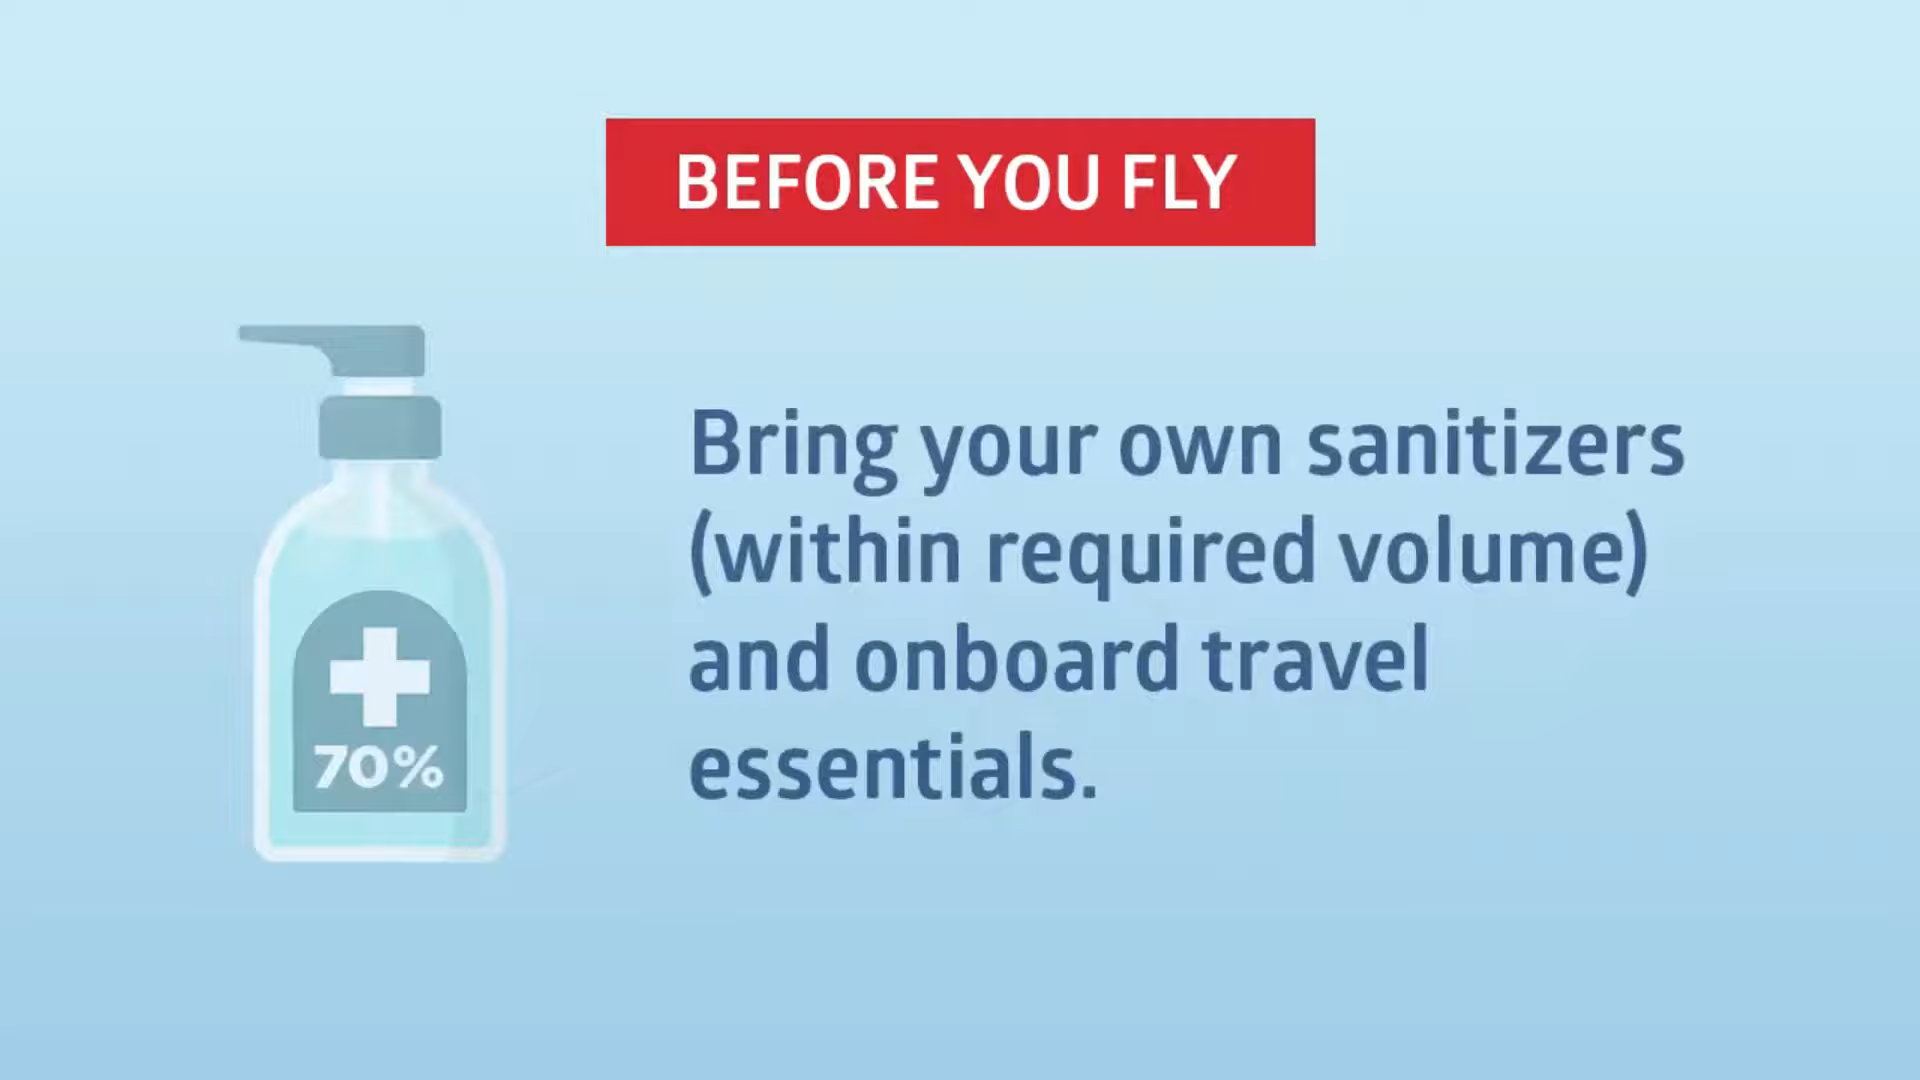 BEFORE YOU FLY
Bring your own sanitizers
(within required volume)
and onboard travel
essentials.
70%